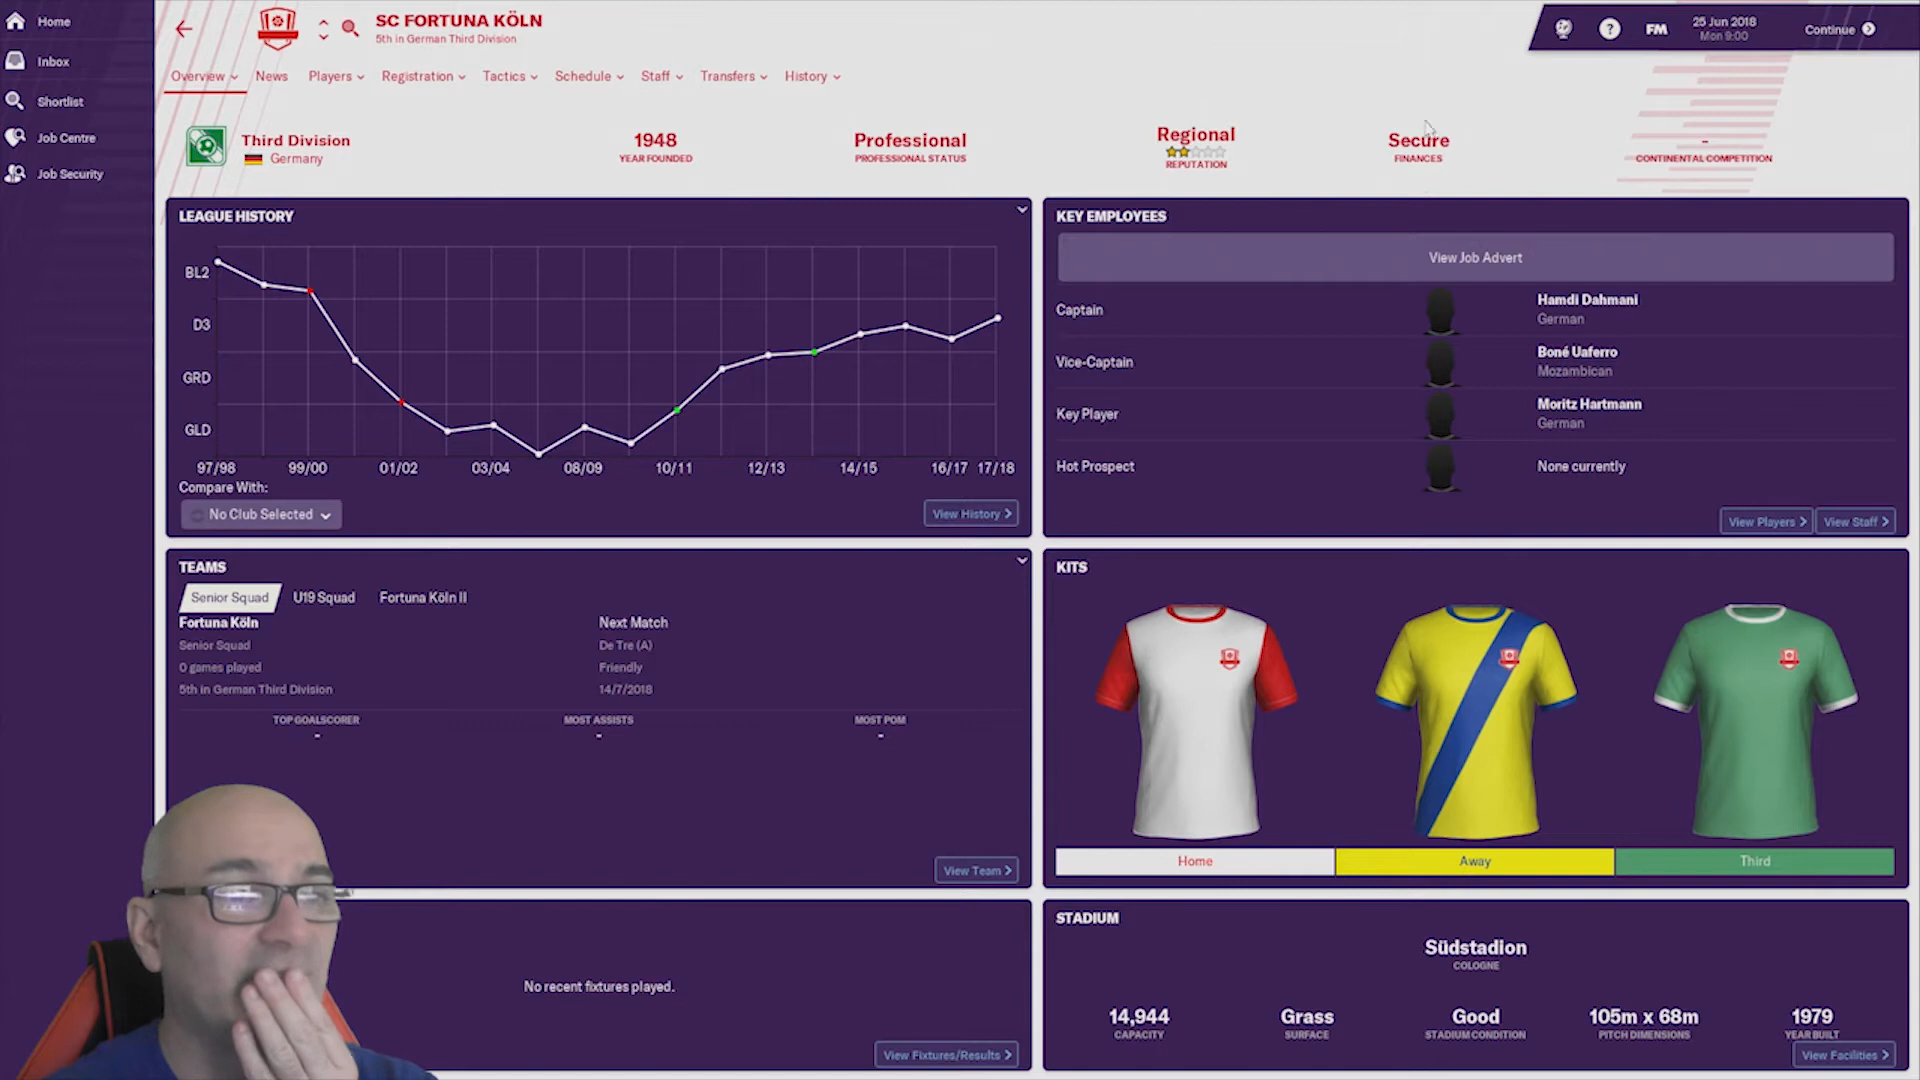 Home
Inbox
Shortlist
Job Centre
Job Security
SC FORTUNA KÖLN
5th in German Third Division
FM
25 Jun 2018
Mon 9:00
Continue
Overview
News
Players
Registration
Tactics
Schedule
Staff
Transfers
History
Third Division
Germany
1948
YEAR FOUNDED
Professional
PROFESSIONAL STATUS
Regional
REPUTATION
Secure
FINANCES
-
CONTINENTAL COMPETITION
LEAGUE HISTORY
BL2
D3
GRD
GLD
97/98 99/00 01/02 03/04 08/09 10/11 12/13 14/15 16/17 17/18
Compare With:
No Club Selected
View History >
KEY EMPLOYEES
View Job Advert
Captain
Hamdi Dahmani
German
Vice-Captain
Boné Uaferro
Mozambican
Key Player
Moritz Hartmann
German
Hot Prospect
None currently
View Players >
View Staff >
TEAMS
Senior Squad
U19 Squad
Fortuna Köln II
Fortuna Köln
Next Match
Senior Squad
De Tre (A)
0 games played
Friendly
5th in German Third Division
14/7/2018
TOP GOALSCORER
MOST ASSISTS
MOST POM
-
-
-
View Team >
KITS
Home
Away
Third
No recent fixtures played.
View Fixtures/Results >
STADIUM
Südstadion
COLOGNE
14,944
CAPACITY
Grass
SURFACE
Good
STADIUM CONDITION
105m x 68m
PITCH DIMENSIONS
1979
YEAR BUILT
View Facilities >